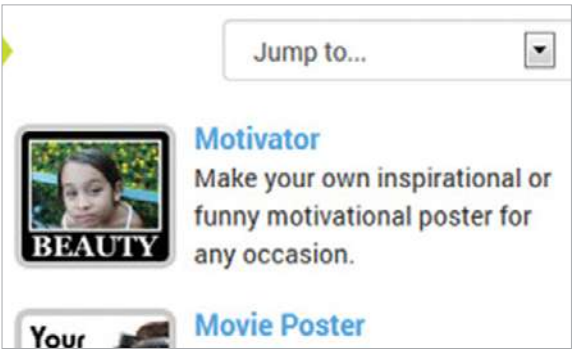 Jump to...
Motivator
Make your own inspirational or
funny motivational poster for
any occasion.
BEAUTY
Movie Poster
Your